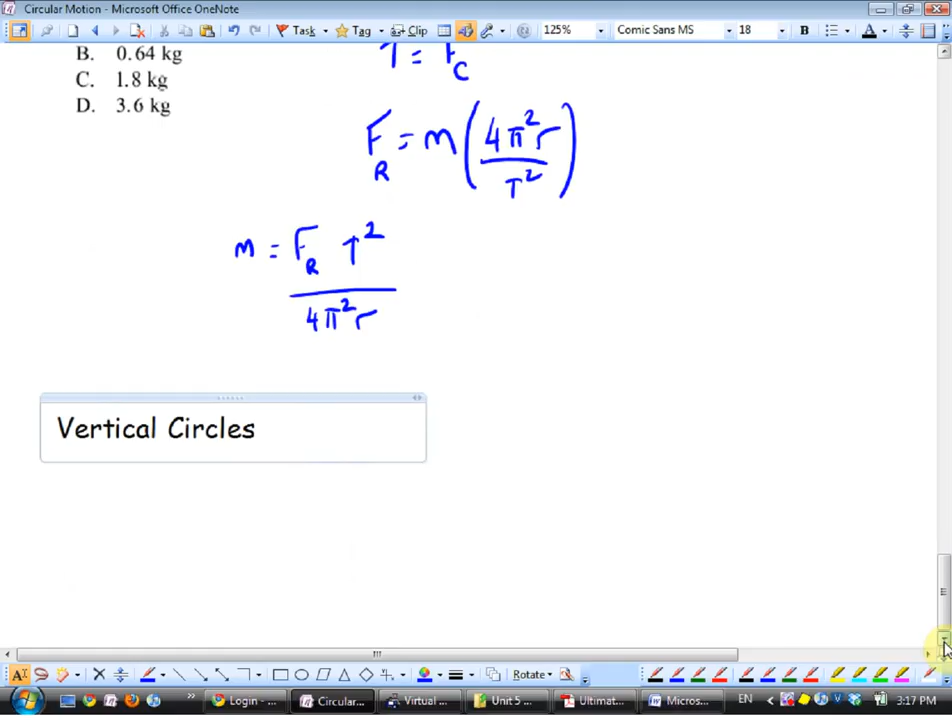 Circular Motion - Microsoft Office OneNote
Task Tag Clip 125% Comic Sans MS 18 B A
B. 0.64 kg
T = F_C
C. 1.8 kg
D. 3.6 kg
F_R = m(4π²r / T²)
m = F_R T²
4π²r
Vertical Circles
Rotate
Login - ... Circular... Virtual ... Unit 5 ... Ultimat... Micros... EN 3:17 PM